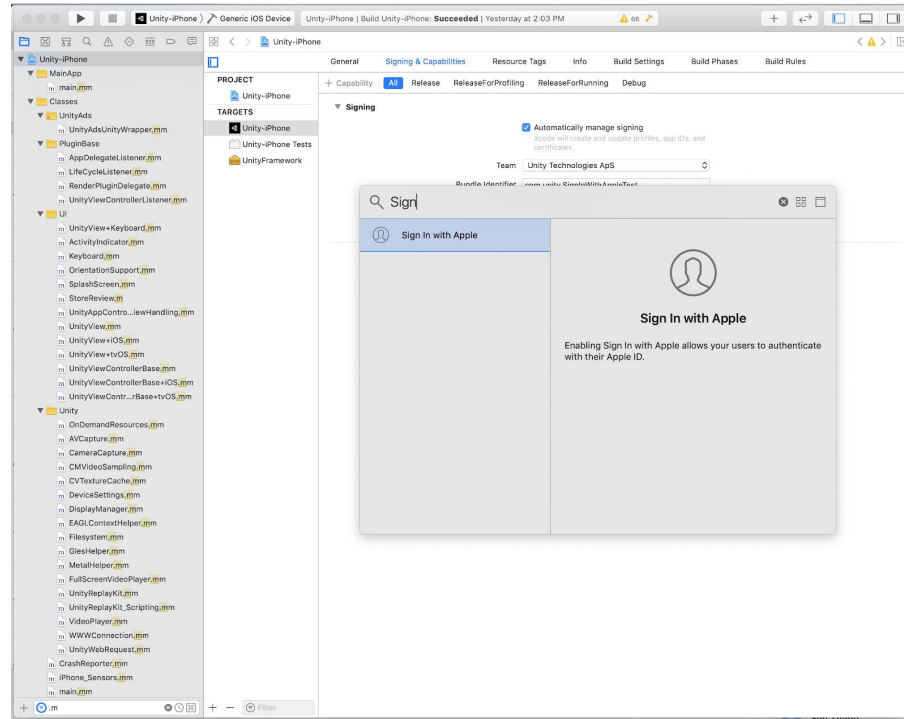 Unity-iPhone
Generic iOS Device
Unity-iPhone | Build Unity-iPhone: Succeeded | Yesterday at 2:03 PM
66
Unity-iPhone
MainApp
main.mm
Classes
UnityAds
UnityAdsUnityWrapper.mm
PluginBase
AppDelegateListener.mm
LifeCycleListener.mm
RenderPluginDelegate.mm
UnityViewControllerListener.mm
UI
UnityView+Keyboard.mm
ActivityIndicator.mm
Keyboard.mm
OrientationSupport.mm
SplashScreen.mm
StoreReview.m
UnityAppContro...iewHandling.mm
UnityView.mm
UnityView+iOS.mm
UnityView+tvOS.mm
UnityViewControllerBase.mm
UnityViewControllerBase+iOS.mm
UnityViewContr...rBase+tvOS.mm
Unity
OnDemandResources.mm
AVCapture.mm
CameraCapture.mm
CMVideoSampling.mm
CVTextureCache.mm
DeviceSettings.mm
DisplayManager.mm
EAGLContextHelper.mm
Filesystem.mm
GlesHelper.mm
MetalHelper.mm
FullScreenVideoPlayer.mm
UnityReplayKit.mm
UnityReplayKit_Scripting.mm
VideoPlayer.mm
WWWConnection.mm
UnityWebRequest.mm
CrashReporter.mm
iPhone_Sensors.mm
main.mm
.m
Unity-iPhone
PROJECT
Unity-iPhone
TARGETS
Unity-iPhone
Unity-iPhone Tests
UnityFramework
Filter
General
Signing & Capabilities
Resource Tags
Info
Build Settings
Build Phases
Build Rules
+ Capability
All
Release
ReleaseForProfiling
ReleaseForRunning
Debug
Signing
Automatically manage signing
Xcode will create and update profiles, app IDs, and
certificates.
Team
Unity Technologies ApS
Bundle Identifier
com.unity.SignInWithAppleTest
Sign
Sign In with Apple
Sign In with Apple
Enabling Sign In with Apple allows your users to authenticate
with their Apple ID.